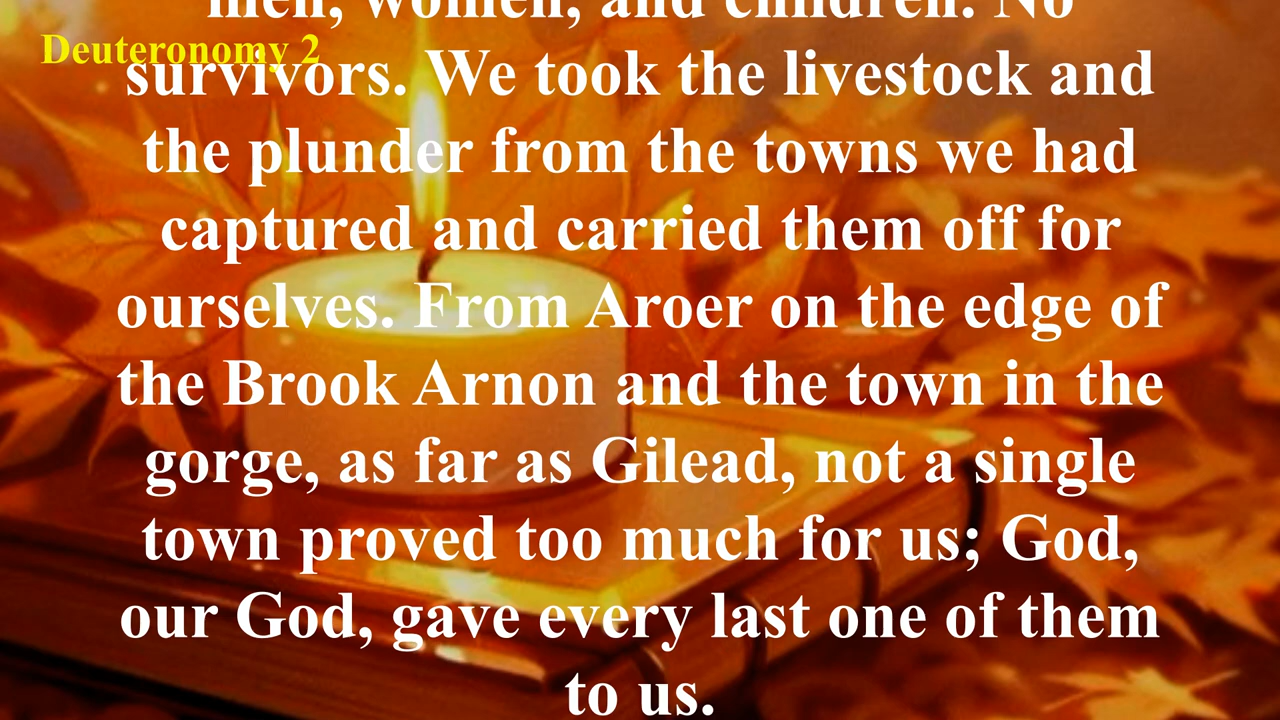 men, women, and children. No
Deuteronomy 2
survivors. We took the livestock and
the plunder from the towns we had
captured and carried them off for
ourselves. From Aroer on the edge of
the Brook Arnon and the town in the
gorge, as far as Gilead, not a single
town proved too much for us; God,
our God, gave every last one of them
to us.